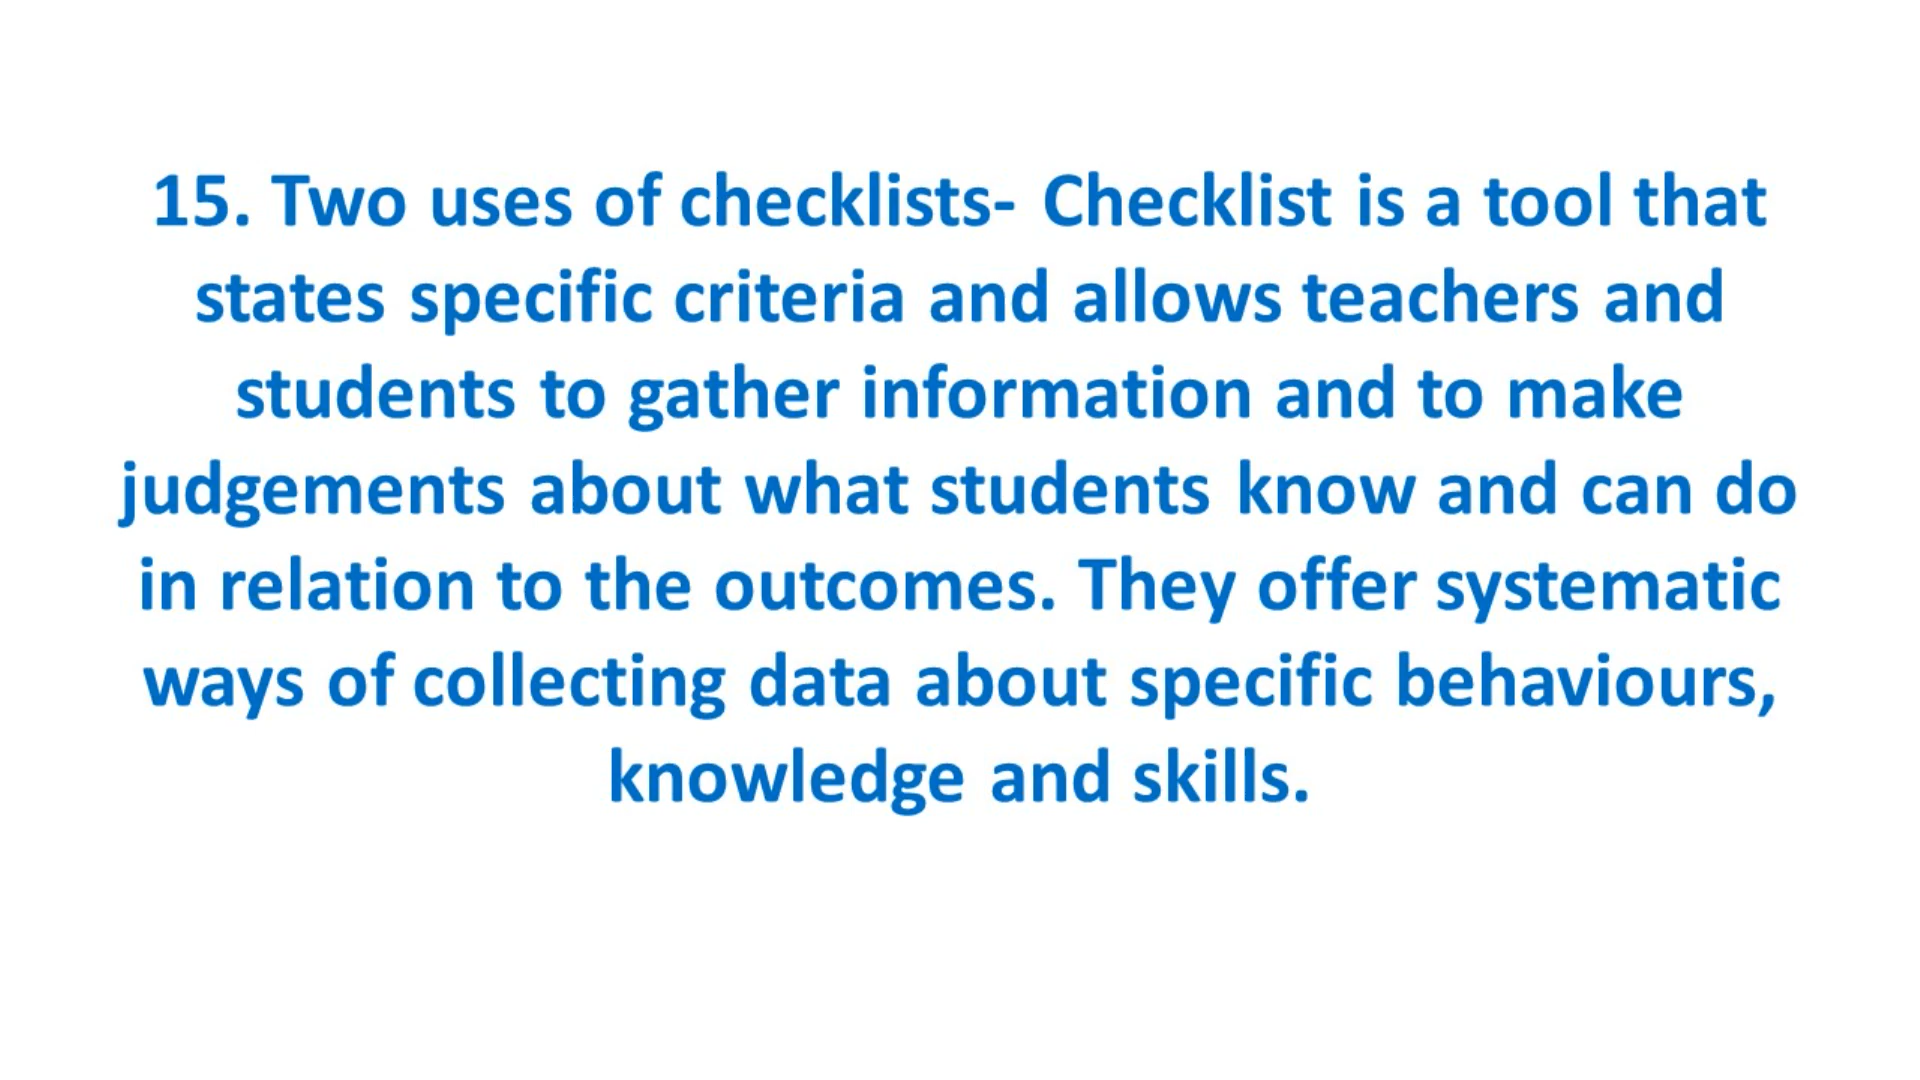 15. Two uses of checklists- Checklist is a tool that
states specific criteria and allows teachers and
students to gather information and to make
judgements about what students know and can do
in relation to the outcomes. They offer systematic
ways of collecting data about specific behaviours,
knowledge and skills.